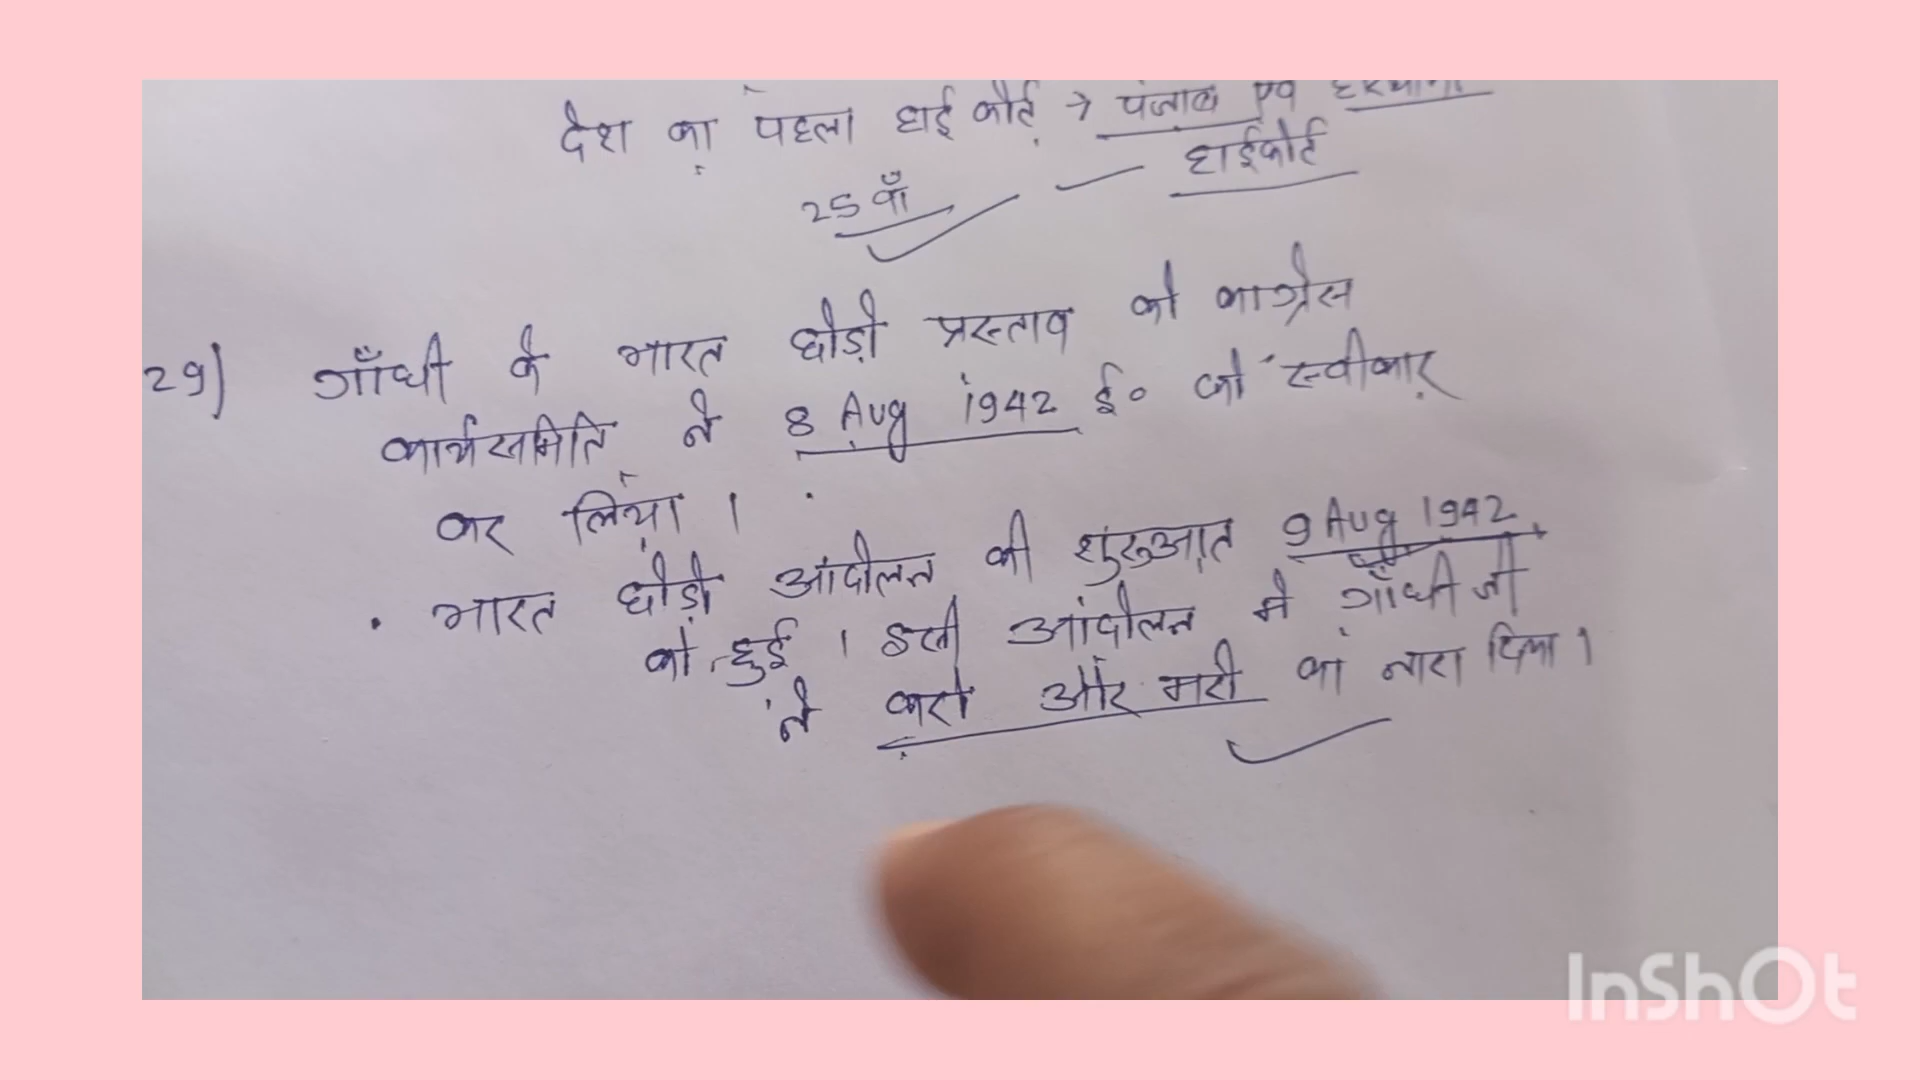 देश का पहला हाई कोर्ट → पंजाब एवं हरियाणा
हाईकोर्ट
25 वाँ
29) गाँधी के भारत छोड़ो प्रस्ताव को काग्रेस
कार्यसमिति ने 8 Aug 1942 ई० को स्वीकार
कर लिया ।
• भारत छोड़ो आंदोलन की शुरुआत 9 Aug 1942
को हुई । इसी आंदोलन मे गाँधी जी
ने करो और मरो का नारा दिया ।
InShOt